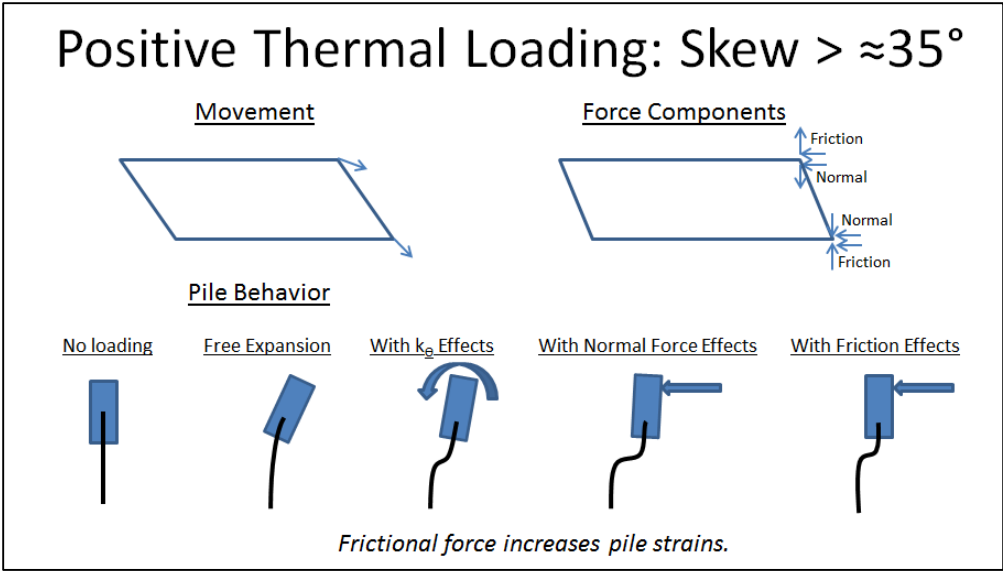 Positive Thermal Loading: Skew > ≈35°
Movement
Force Components
Friction
Normal
Normal
Friction
Pile Behavior
No loading
Free Expansion
With kθ Effects
With Normal Force Effects
With Friction Effects
Frictional force increases pile strains.